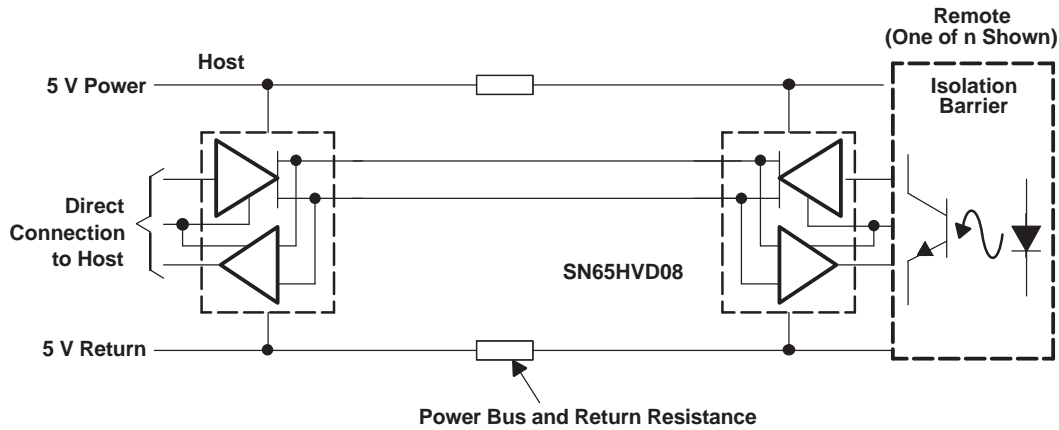 Remote
(One of n Shown)
Host
5 V Power
Isolation
Barrier
Direct
Connection
to Host
SN65HVD08
5 V Return
Power Bus and Return Resistance